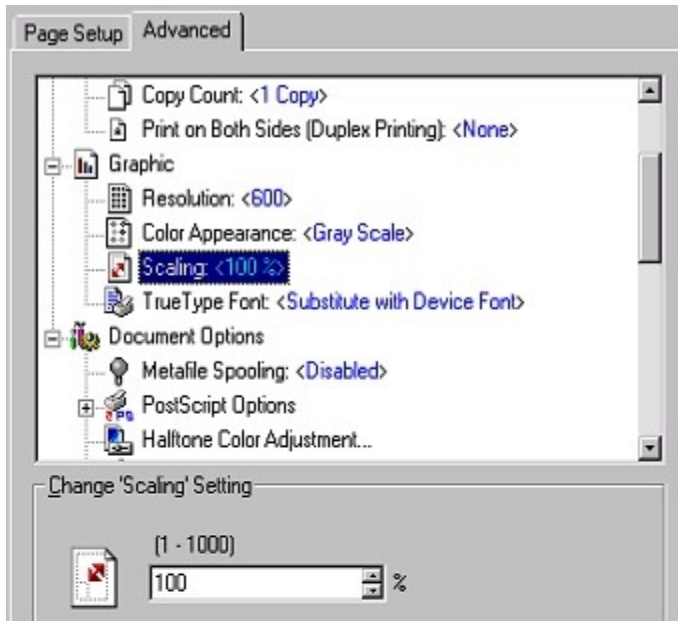 Page Setup Advanced
Copy Count: <1 Copy>
Print on Both Sides (Duplex Printing): <None>
Graphic
Resolution: <600>
Color Appearance: <Gray Scale>
Scaling: <100 %>
TrueType Font: <Substitute with Device Font>
Document Options
Metafile Spooling: <Disabled>
PostScript Options
Halftone Color Adjustment...
Change 'Scaling' Setting
(1 - 1000)
100 %